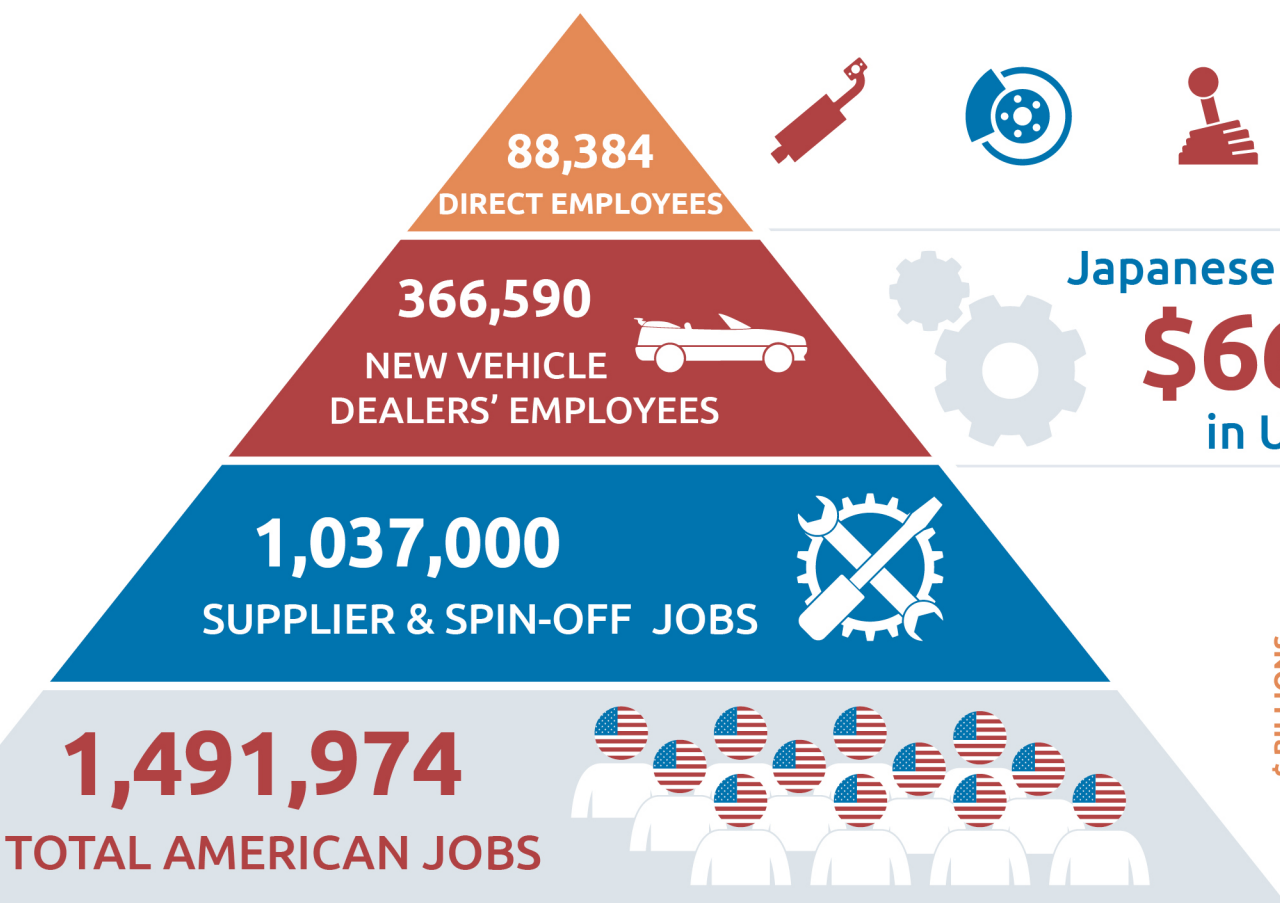 88,384
DIRECT EMPLOYEES
366,590
NEW VEHICLE
DEALERS’ EMPLOYEES
1,037,000
SUPPLIER & SPIN-OFF JOBS
1,491,974
TOTAL AMERICAN JOBS
Japanese
in